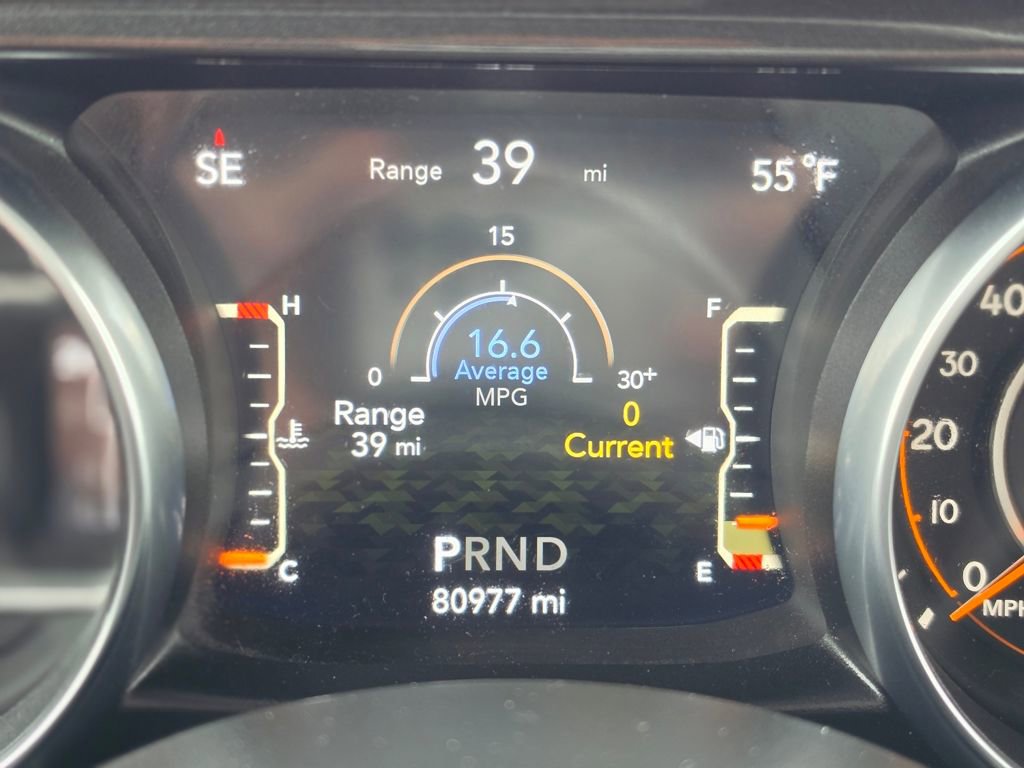 SE
Range 39 mi
55°F
15
H
F
40
30
16.6
Average
MPG
0
30+
Range
39 mi
0
Current
20
10
PRND
C
E
0
MPH
80977 mi